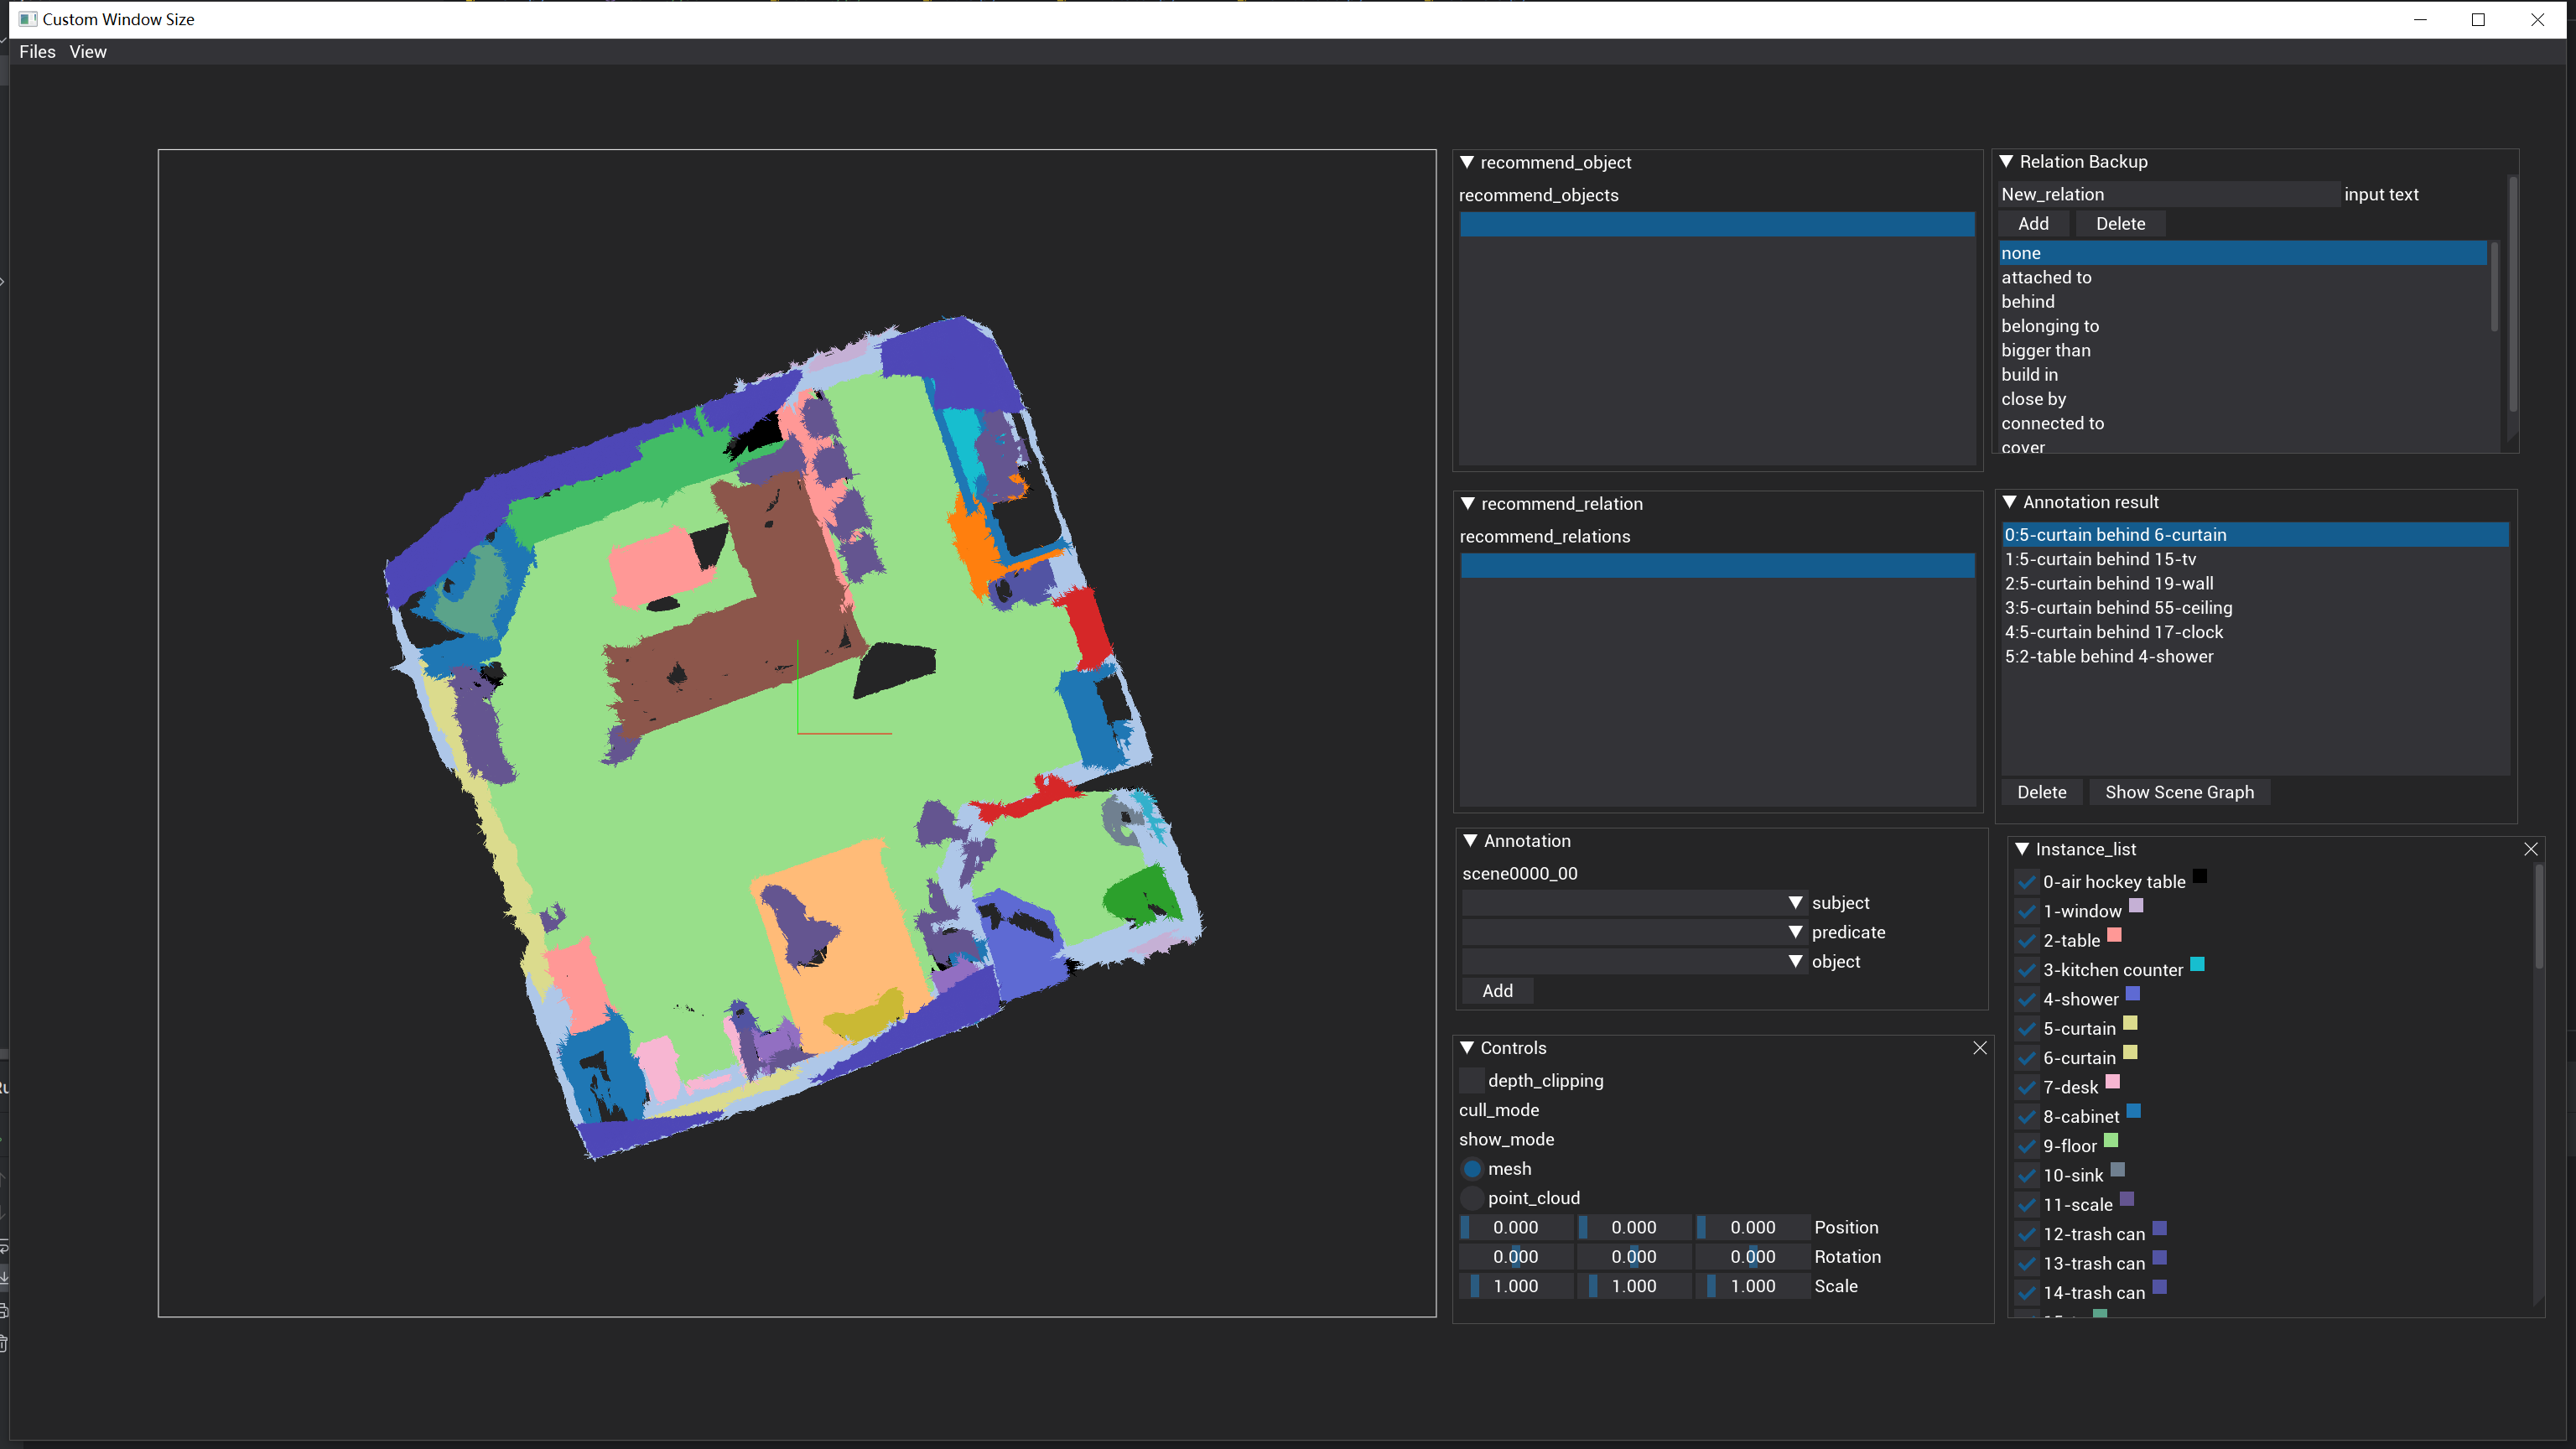 Custom Window Size
Files View
recommend_object
recommend_objects
recommend_relation
recommend_relations
Annotation
scene0000_00
subject
predicate
object
Add
Controls
depth_clipping
cull_mode
show_mode
mesh
point_cloud
0.000 0.000 0.000 Position
0.000 0.000 0.000 Rotation
1.000 1.000 1.000 Scale
Relation Backup
New_relation input text
Add Delete
none
attached to
behind
belonging to
bigger than
build in
close by
connected to
cover
Annotation result
0:5-curtain behind 6-curtain
1:5-curtain behind 15-tv
2:5-curtain behind 19-wall
3:5-curtain behind 55-ceiling
4:5-curtain behind 17-clock
5:2-table behind 4-shower
Delete Show Scene Graph
Instance_list
0-air hockey table
1-window
2-table
3-kitchen counter
4-shower
5-curtain
6-curtain
7-desk
8-cabinet
9-floor
10-sink
11-scale
12-trash can
13-trash can
14-trash can